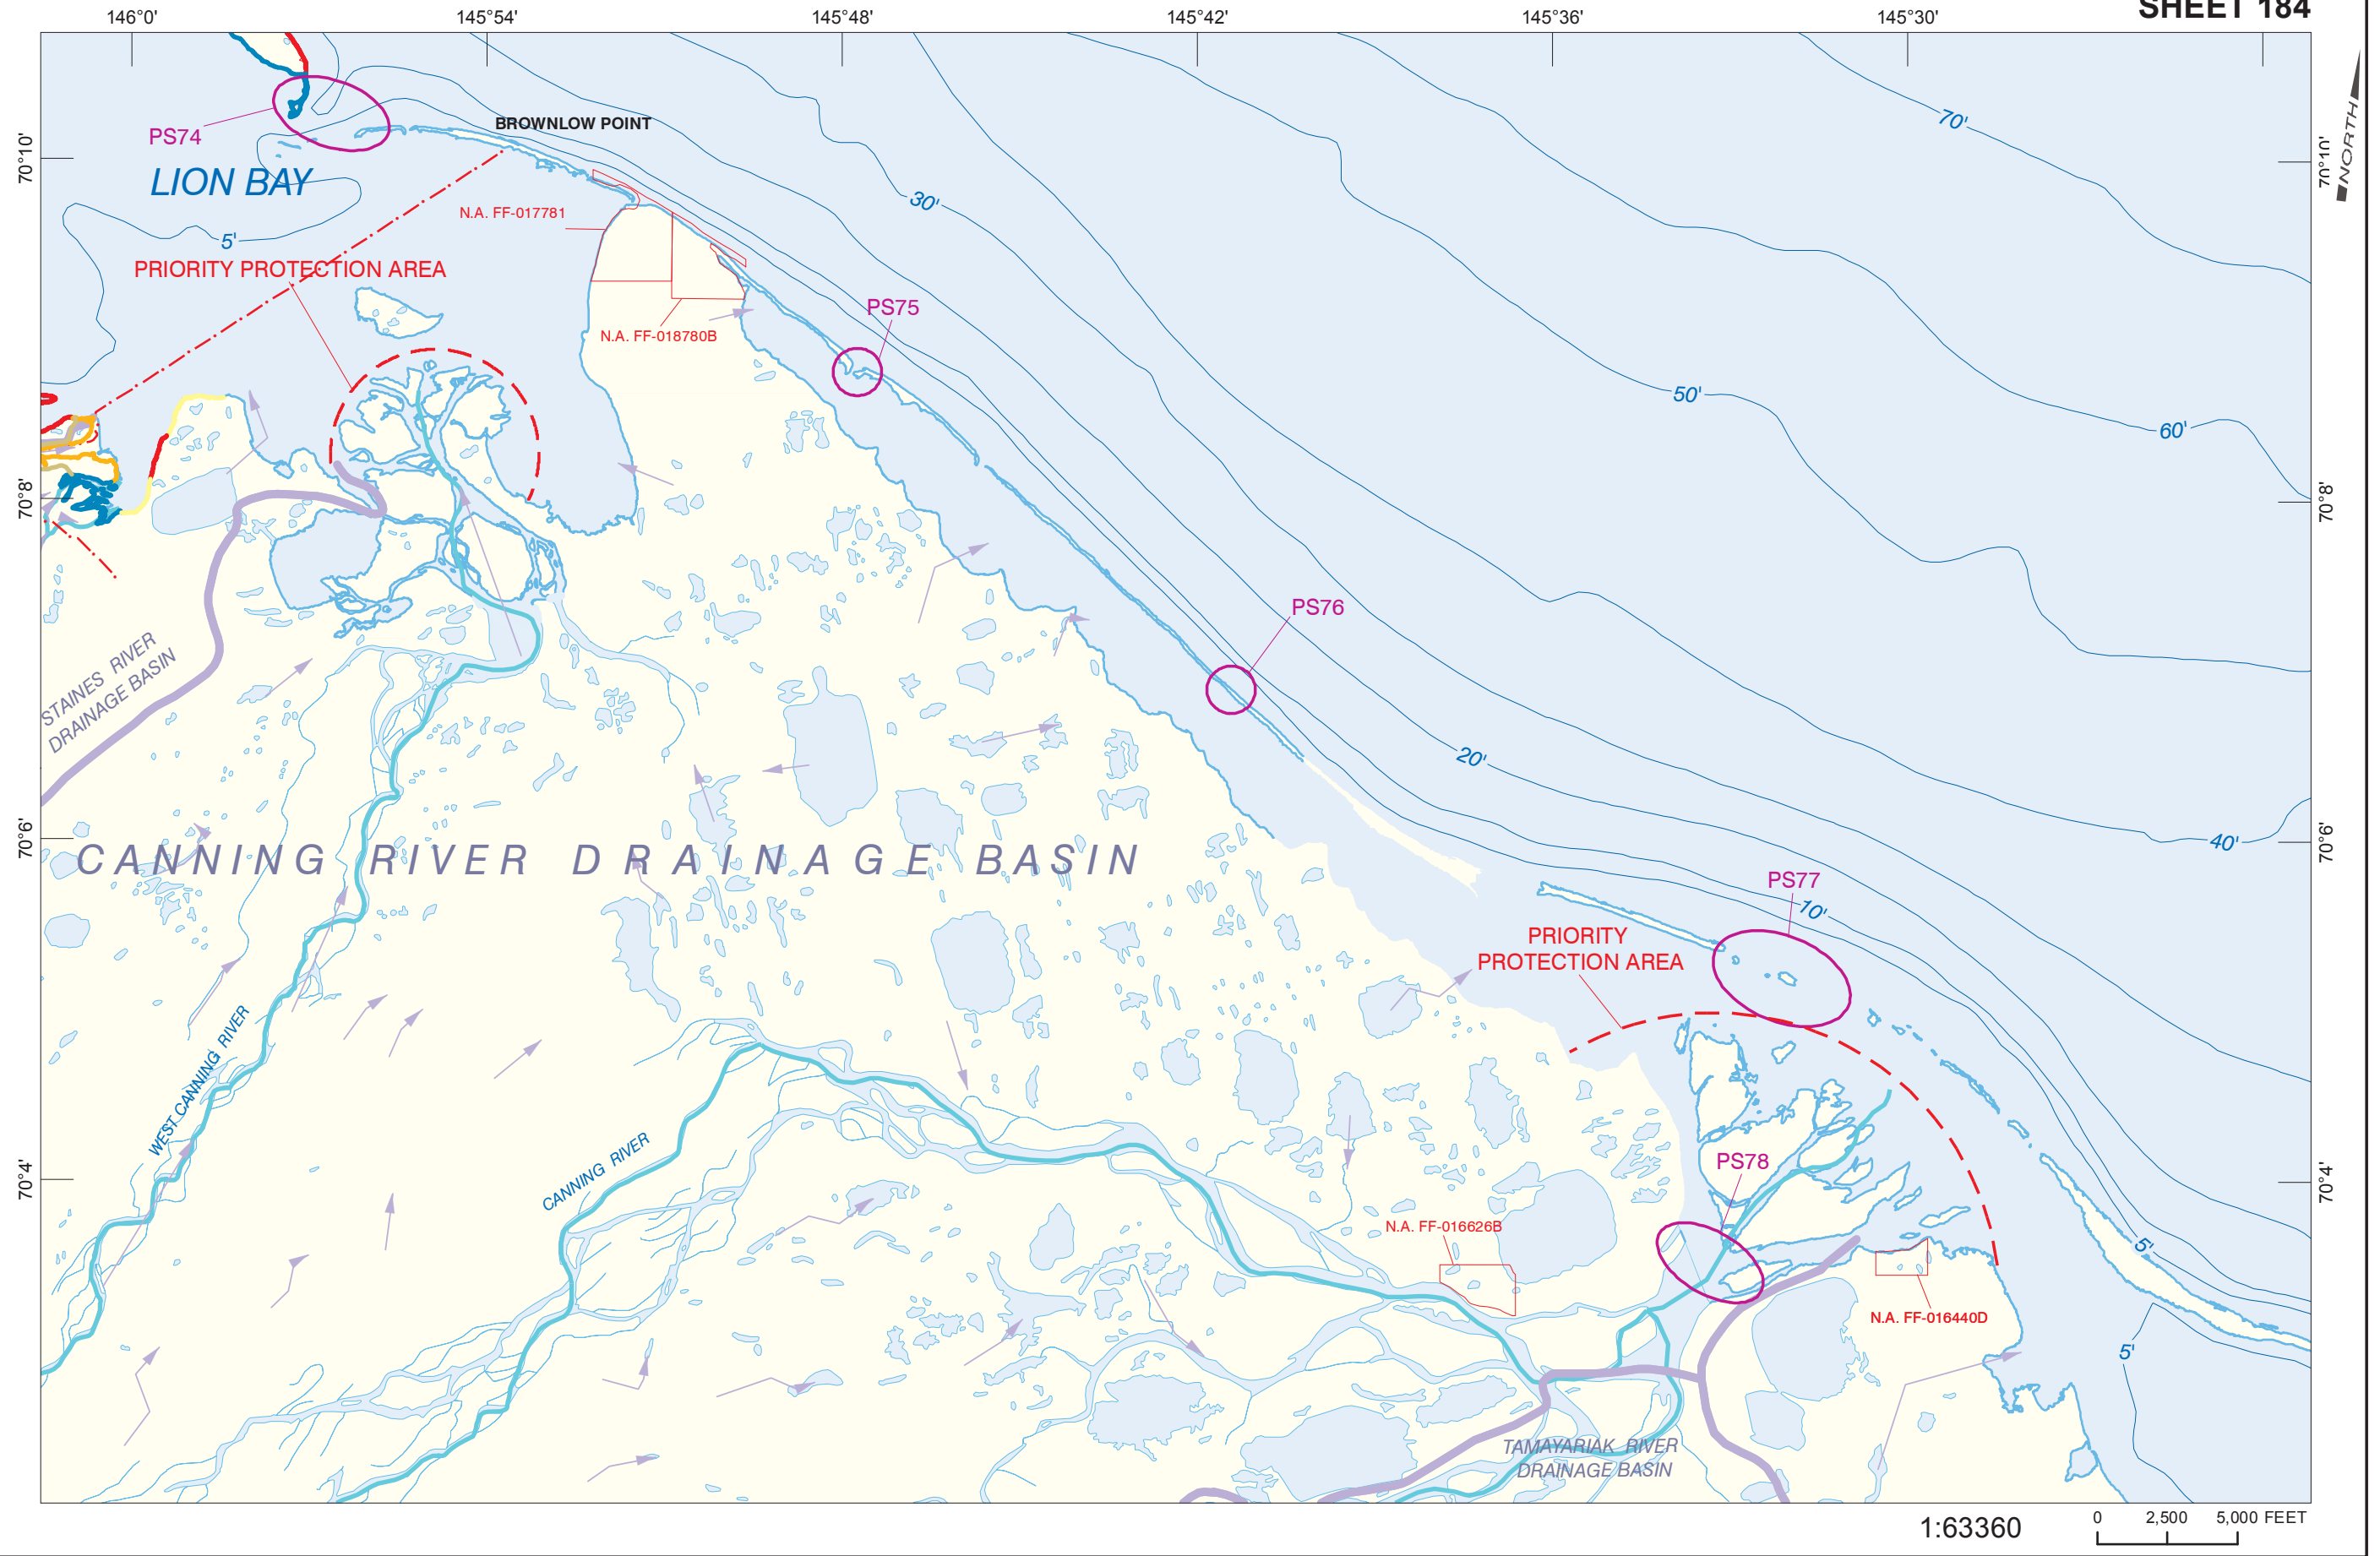 SHEET 184
146°0'
145°54'
145°48'
145°42'
145°36'
145°30'
NORTH
70°10'
70°10'
PS74
BROWNLOW POINT
70'
LION BAY
30'
N.A. FF-017781
5'
PRIORITY PROTECTION AREA
PS75
N.A. FF-018780B
50'
60'
70°8'
70°8'
PS76
STAINES RIVER
DRAINAGE BASIN
20'
70°6'
70°6'
40'
CANNING RIVER DRAINAGE BASIN
PS77
10'
PRIORITY
PROTECTION AREA
WEST CANNING RIVER
CANNING RIVER
PS78
70°4'
70°4'
N.A. FF-016626B
5'
N.A. FF-016440D
5'
TAMAYARIAK RIVER
DRAINAGE BASIN
1:63360
0 2,500 5,000 FEET